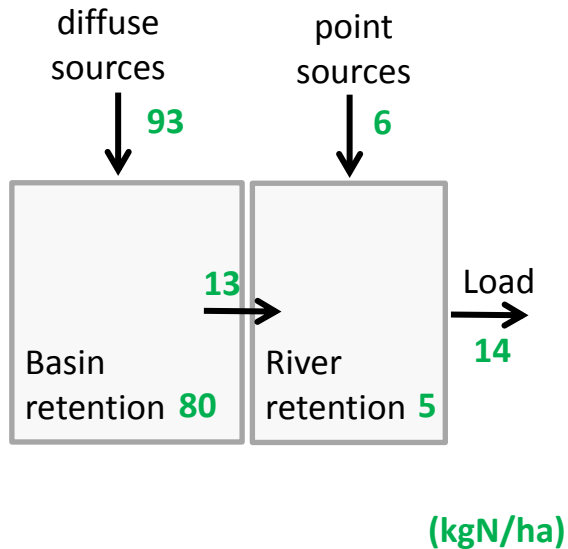 diffuse
sources
point
sources
93
6
13
Load
14
Basin
retention 80
River
retention 5
(kgN/ha)